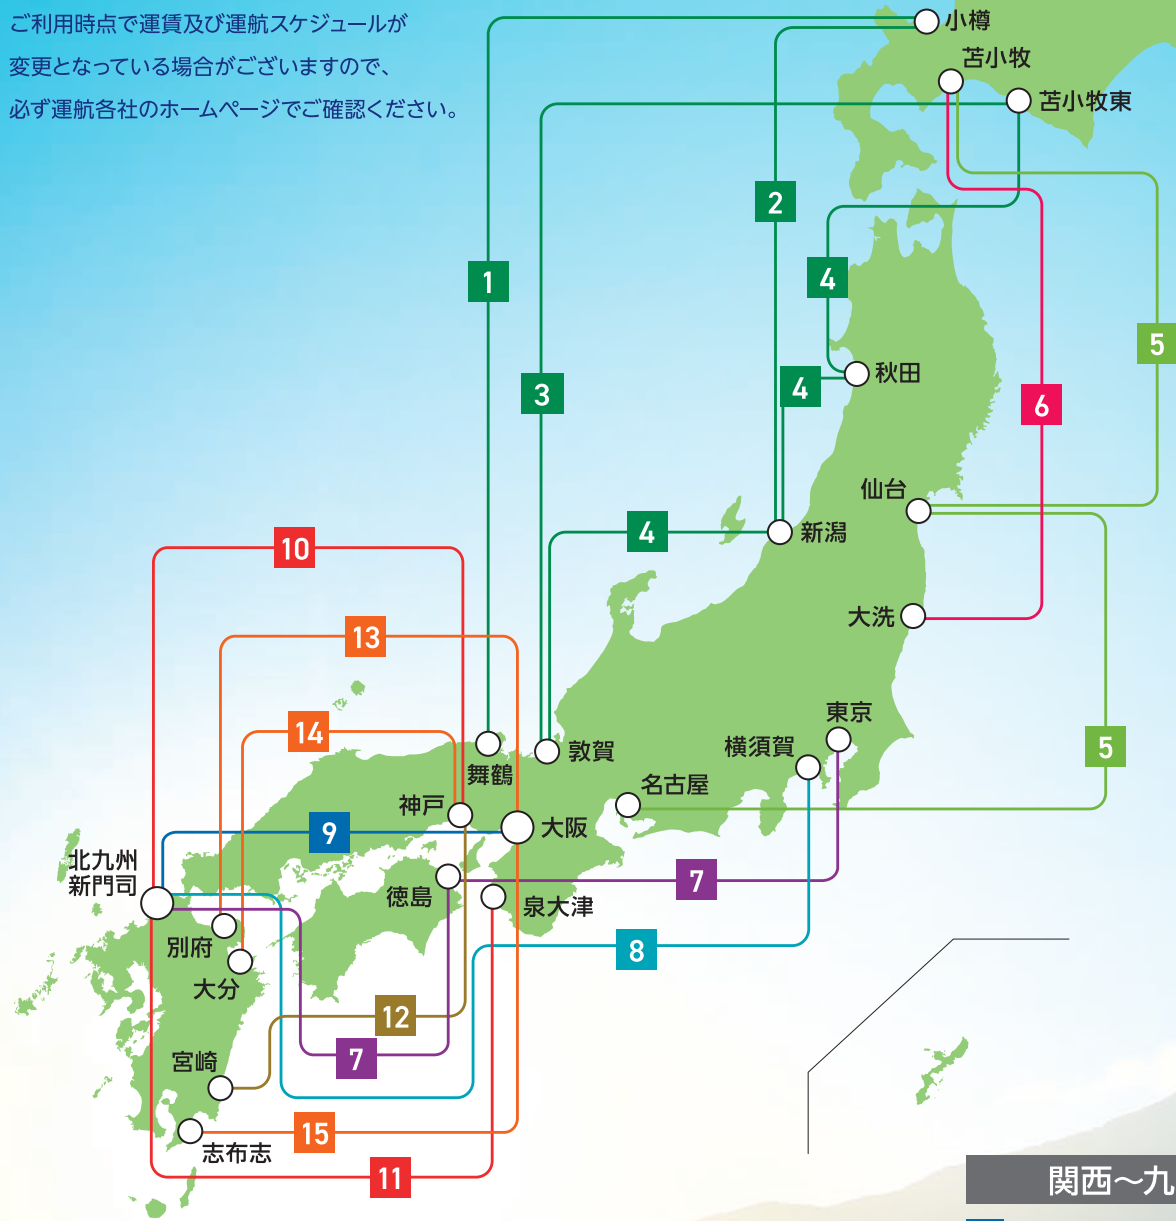 ご利用時点で運賃及び運航スケジュールが
変更となっている場合がございますので、
必ず運航各社のホームページでご確認ください。
小樽
苫小牧
苫小牧東
2
4
1
5
秋田
4
3
6
仙台
4
新潟
10
大洗
13
東京
14
横須賀
敦賀
5
舞鶴
名古屋
神戸
9
大阪
北九州
新門司
7
徳島
泉大津
別府
8
大分
12
7
宮崎
15
志布志
11
関西～九